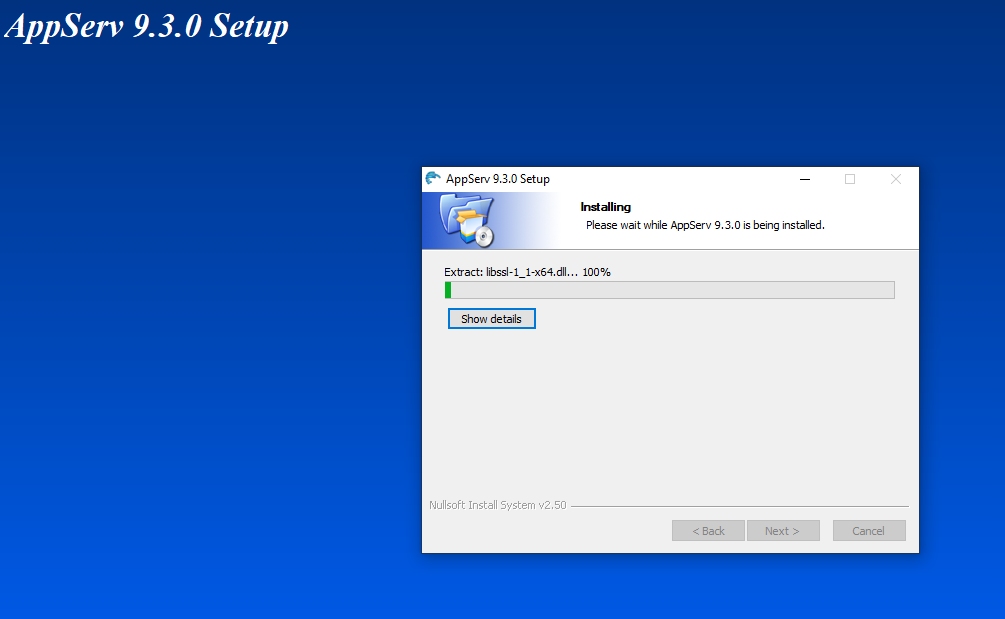 AppServ 9.3.0 Setup
AppServ 9.3.0 Setup
Installing
Please wait while AppServ 9.3.0 is being installed.
Extract: libssl-1_1-x64.dll... 100%
Show details
Nullsoft Install System v2.50
< Back Next > Cancel